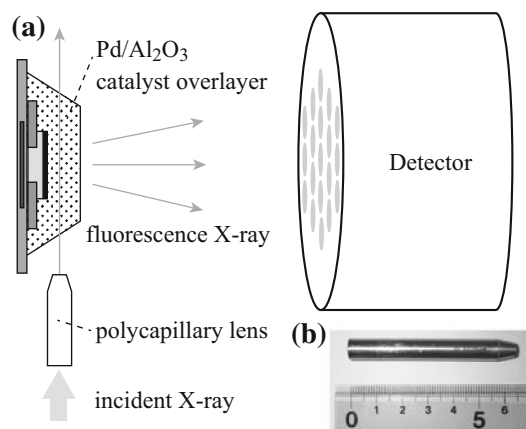 (a)
Pd/Al₂O₃
catalyst overlayer
Detector
fluorescence X-ray
polycapillary lens
incident X-ray
(b)
0 1 2 3 4 5 6